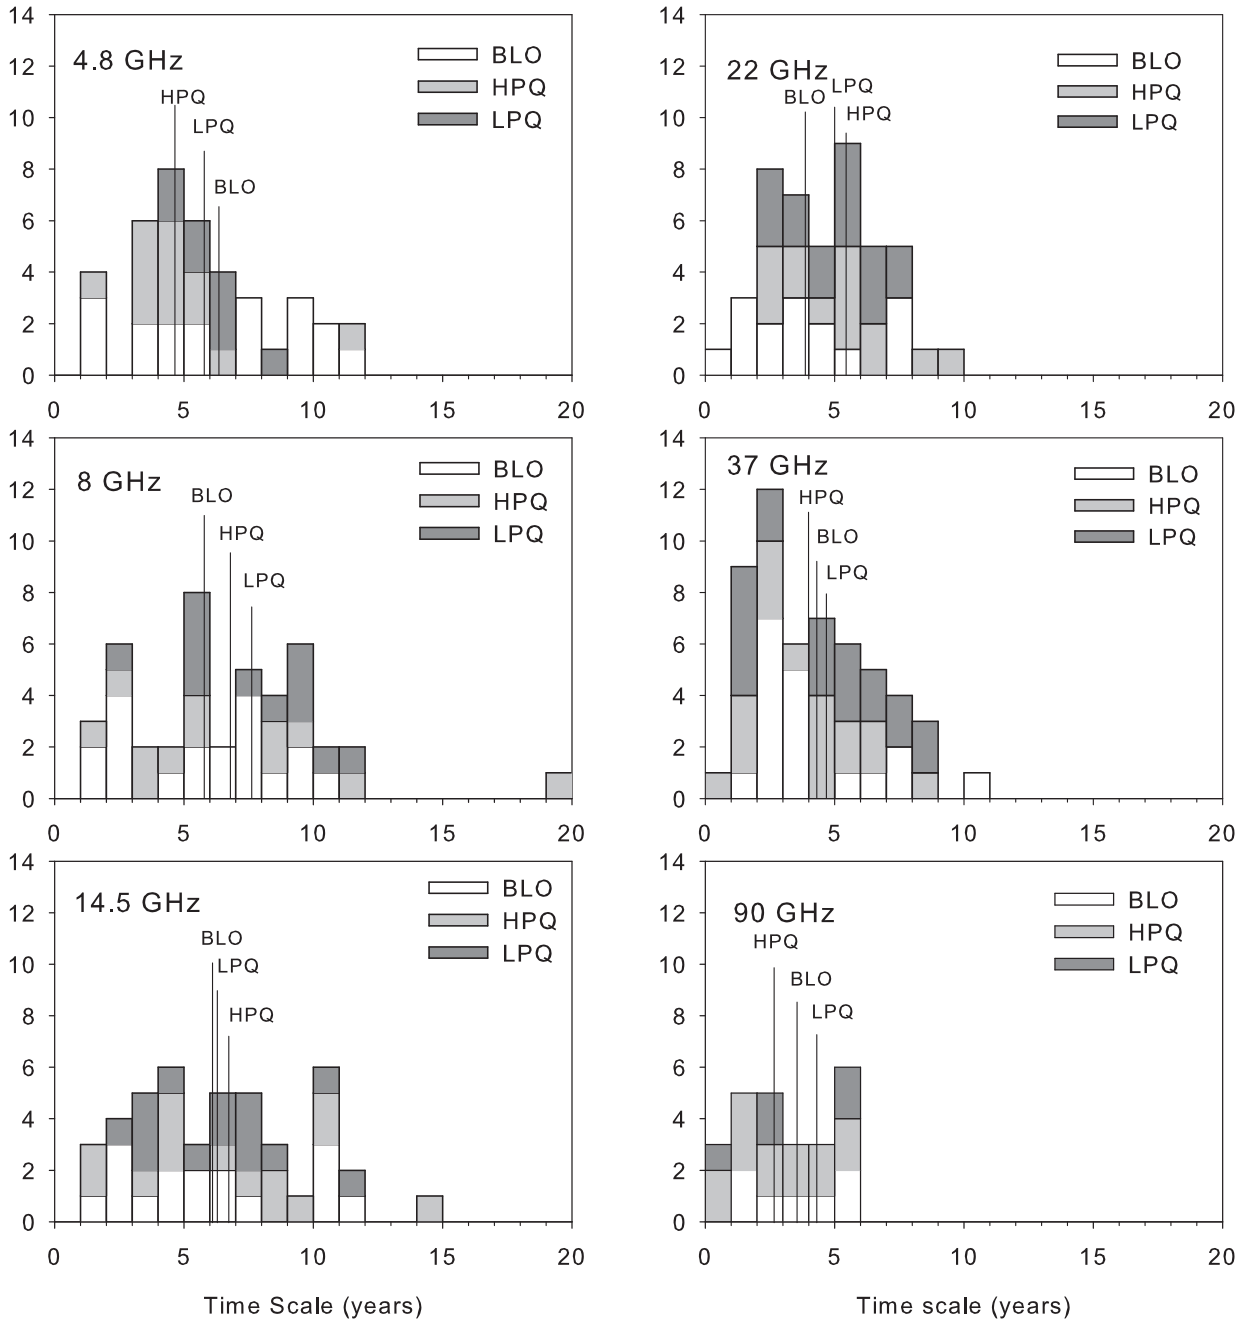 4.8 GHz
BLO
HPQ
LPQ
HPQ
LPQ
BLO
14
12
10
8
6
4
2
0
0 5 10 15 20
22 GHz
BLO
HPQ
LPQ
BLO
LPQ
HPQ
14
12
10
8
6
4
2
0
0 5 10 15 20
8 GHz
BLO
HPQ
LPQ
BLO
HPQ
LPQ
14
12
10
8
6
4
2
0
0 5 10 15 20
37 GHz
BLO
HPQ
LPQ
HPQ
BLO
LPQ
14
12
10
8
6
4
2
0
0 5 10 15 20
14.5 GHz
BLO
HPQ
LPQ
BLO
LPQ
HPQ
14
12
10
8
6
4
2
0
0 5 10 15 20
Time Scale (years)
90 GHz
BLO
HPQ
LPQ
HPQ
BLO
LPQ
14
12
10
8
6
4
2
0
0 5 10 15 20
Time scale (years)